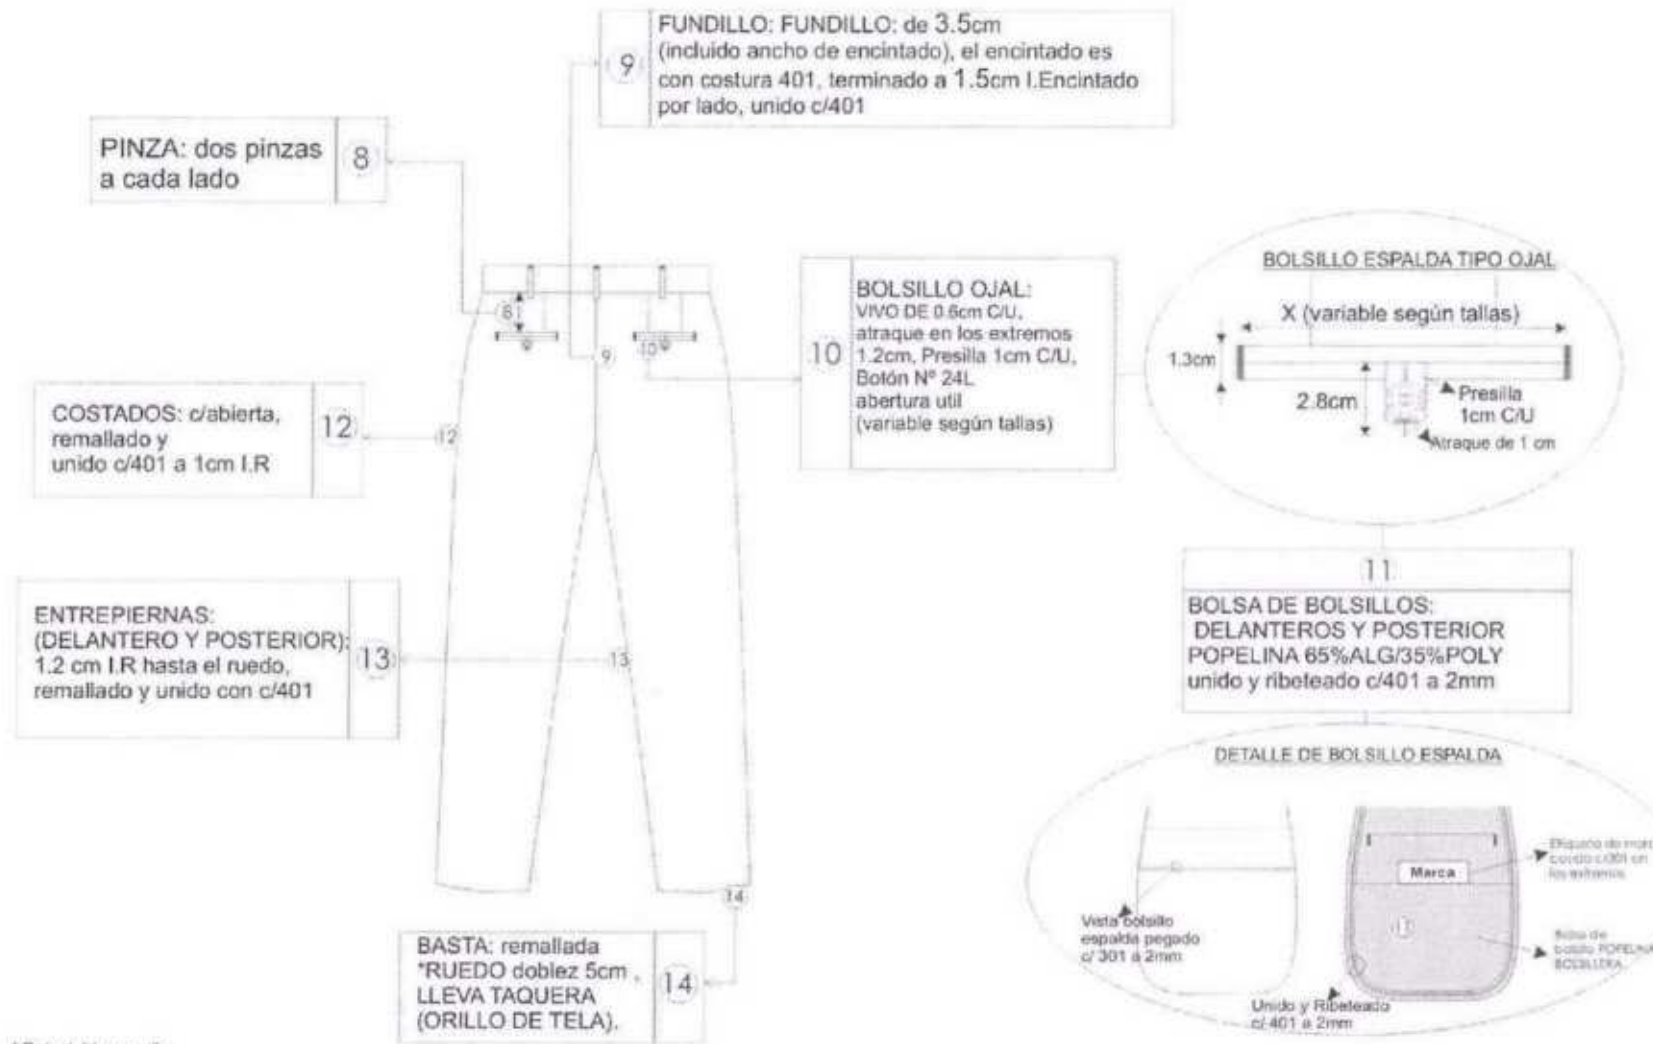 9
FUNDILLO: FUNDILLO: de 3.5cm
(incluido ancho de encintado), el encintado es
con costura 401, terminado a 1.5cm I.Encintado
por lado, unido c/401
PINZA: dos pinzas
a cada lado
8
8
9
10
12
13
14
10
BOLSILLO OJAL:
VIVO DE 0.6cm C/U,
atraque en los extremos
1.2cm, Presilla 1cm C/U,
Botón Nº 24L
abertura util
(variable según tallas)
BOLSILLO ESPALDA TIPO OJAL
X (variable según tallas)
1.3cm
2.8cm
Presilla
1cm C/U
Atraque de 1 cm
COSTADOS: c/abierta,
remallado y
unido c/401 a 1cm I.R
12
11
BOLSA DE BOLSILLOS:
DELANTEROS Y POSTERIOR
POPELINA 65%ALG/35%POLY
unido y ribeteado c/401 a 2mm
ENTREPIERNAS:
(DELANTERO Y POSTERIOR):
1.2 cm I.R hasta el ruedo,
remallado y unido con c/401
13
DETALLE DE BOLSILLO ESPALDA
Vista bolsillo
espalda pegado
c/ 301 a 2mm
Marca
11
Unido y Ribeteado
c/ 401 a 2mm
los extremos
POPELINA
BASTA: remallada
*RUEDO doblez 5cm .
LLEVA TAQUERA
(ORILLO DE TELA).
14